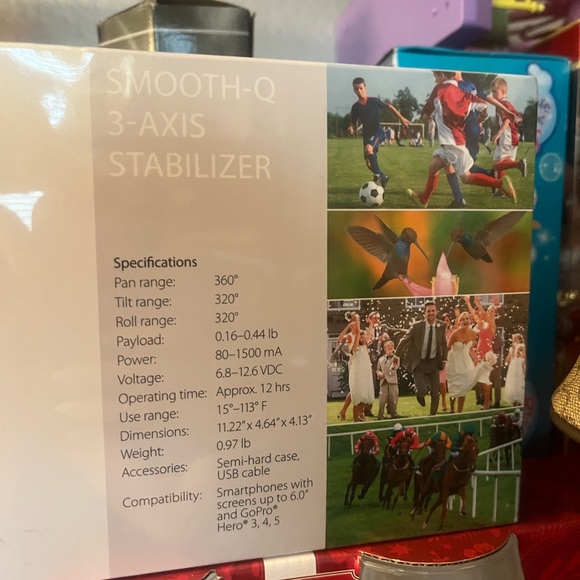 SMOOTH-Q
3-AXIS
STABILIZER
Specifications
Pan range: 360°
Tilt range: 320°
Roll range: 320°
Payload: 0.16–0.44 lb
Power: 80–1500 mA
Voltage: 6.8–12.6 VDC
Operating time: Approx. 12 hrs
Use range: 15°–113° F
Dimensions: 11.22" x 4.64" x 4.13"
Weight: 0.97 lb
Accessories: Semi-hard case,
USB cable
Compatibility: Smartphones with
screens up to 6.0"
and GoPro®
Hero® 3, 4, 5